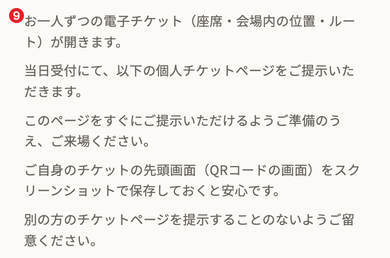 9 お一人ずつの電子チケット（座席・会場内の位置・ルー
ト）が開きます。
当日受付にて、以下の個人チケットページをご提示いた
だきます。
このページをすぐにご提示いただけるようご準備のう
え、ご来場ください。
ご自身のチケットの先頭画面（QRコードの画面）をスク
リーンショットで保存しておくと安心です。
別の方のチケットページを提示することのないようご留
意ください。